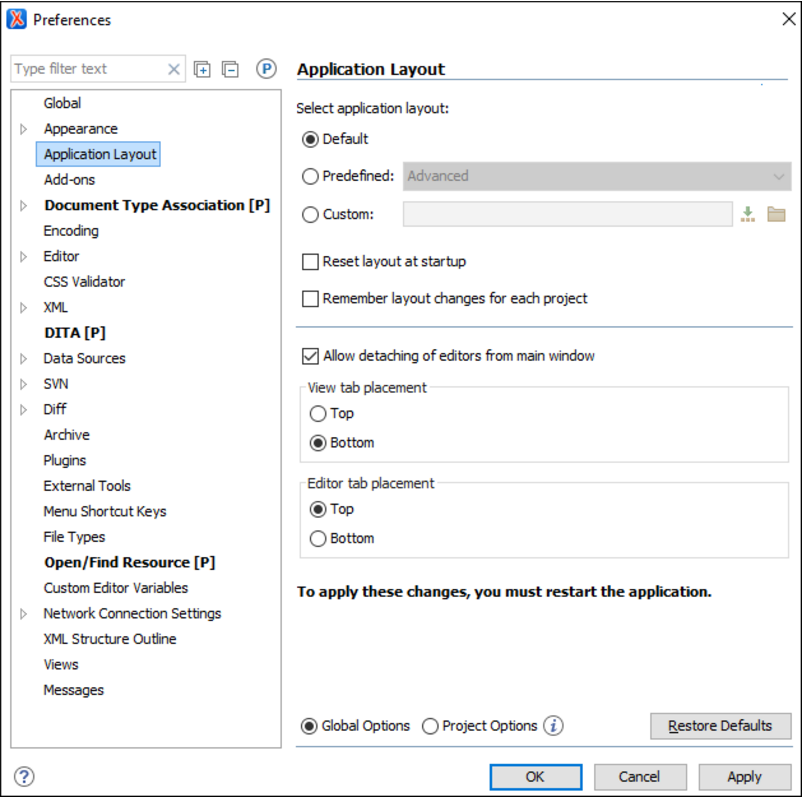 Preferences
Type filter text
P
Application Layout
Global
Appearance
Application Layout
Add-ons
Document Type Association [P]
Encoding
Editor
CSS Validator
XML
DITA [P]
Data Sources
SVN
Diff
Archive
Plugins
External Tools
Menu Shortcut Keys
File Types
Open/Find Resource [P]
Custom Editor Variables
Network Connection Settings
XML Structure Outline
Views
Messages
Select application layout:
Default
Predefined: Advanced
Custom:
Reset layout at startup
Remember layout changes for each project
Allow detaching of editors from main window
View tab placement
Top
Bottom
Editor tab placement
Top
Bottom
To apply these changes, you must restart the application.
Global Options Project Options i Restore Defaults
? OK Cancel Apply